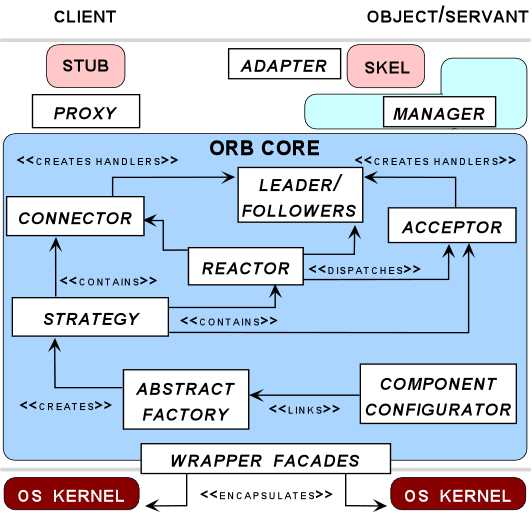 CLIENT
OBJECT/SERVANT
STUB
ADAPTER
SKEL
PROXY
MANAGER
ORB CORE
<<CREATES HANDLERS>>
<<CREATES HANDLERS>>
LEADER/
FOLLOWERS
CONNECTOR
ACCEPTOR
REACTOR
<<DISPATCHES>>
<<CONTAINS>>
STRATEGY
<<CONTAINS>>
ABSTRACT
FACTORY
COMPONENT
CONFIGURATOR
<<CREATES>>
<<LINKS>>
WRAPPER FACADES
OS KERNEL
<<ENCAPSULATES>>
OS KERNEL